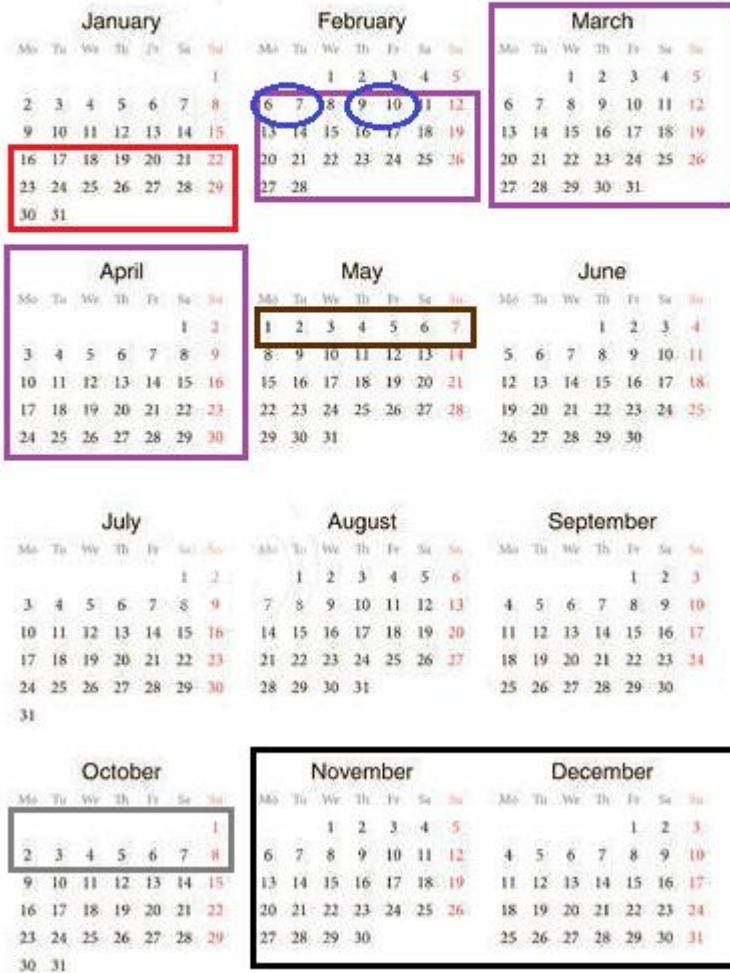 January
Mo Tu We Th Fr Sa Su
1
2 3 4 5 6 7 8
9 10 11 12 13 14 15
16 17 18 19 20 21 22
23 24 25 26 27 28 29
30 31
February
Mo Tu We Th Fr Sa Su
1 2 3 4 5
6 7 8 9 10 11 12
13 14 15 16 17 18 19
20 21 22 23 24 25 26
27 28
March
Mo Tu We Th Fr Sa Su
1 2 3 4 5
6 7 8 9 10 11 12
13 14 15 16 17 18 19
20 21 22 23 24 25 26
27 28 29 30 31
April
Mo Tu We Th Fr Sa Su
1 2
3 4 5 6 7 8 9
10 11 12 13 14 15 16
17 18 19 20 21 22 23
24 25 26 27 28 29 30
May
Mo Tu We Th Fr Sa Su
1 2 3 4 5 6 7
8 9 10 11 12 13 14
15 16 17 18 19 20 21
22 23 24 25 26 27 28
29 30 31
June
Mo Tu We Th Fr Sa Su
1 2 3 4
5 6 7 8 9 10 11
12 13 14 15 16 17 18
19 20 21 22 23 24 25
26 27 28 29 30
July
Mo Tu We Th Fr Sa Su
1 2
3 4 5 6 7 8 9
10 11 12 13 14 15 16
17 18 19 20 21 22 23
24 25 26 27 28 29 30
31
August
Mo Tu We Th Fr Sa Su
1 2 3 4 5 6
7 8 9 10 11 12 13
14 15 16 17 18 19 20
21 22 23 24 25 26 27
28 29 30 31
September
Mo Tu We Th Fr Sa Su
1 2 3
4 5 6 7 8 9 10
11 12 13 14 15 16 17
18 19 20 21 22 23 24
25 26 27 28 29 30
October
Mo Tu We Th Fr Sa Su
1
2 3 4 5 6 7 8
9 10 11 12 13 14 15
16 17 18 19 20 21 22
23 24 25 26 27 28 29
30 31
November
Mo Tu We Th Fr Sa Su
1 2 3 4 5
6 7 8 9 10 11 12
13 14 15 16 17 18 19
20 21 22 23 24 25 26
27 28 29 30
December
Mo Tu We Th Fr Sa Su
1 2 3
4 5 6 7 8 9 10
11 12 13 14 15 16 17
18 19 20 21 22 23 24
25 26 27 28 29 30 31